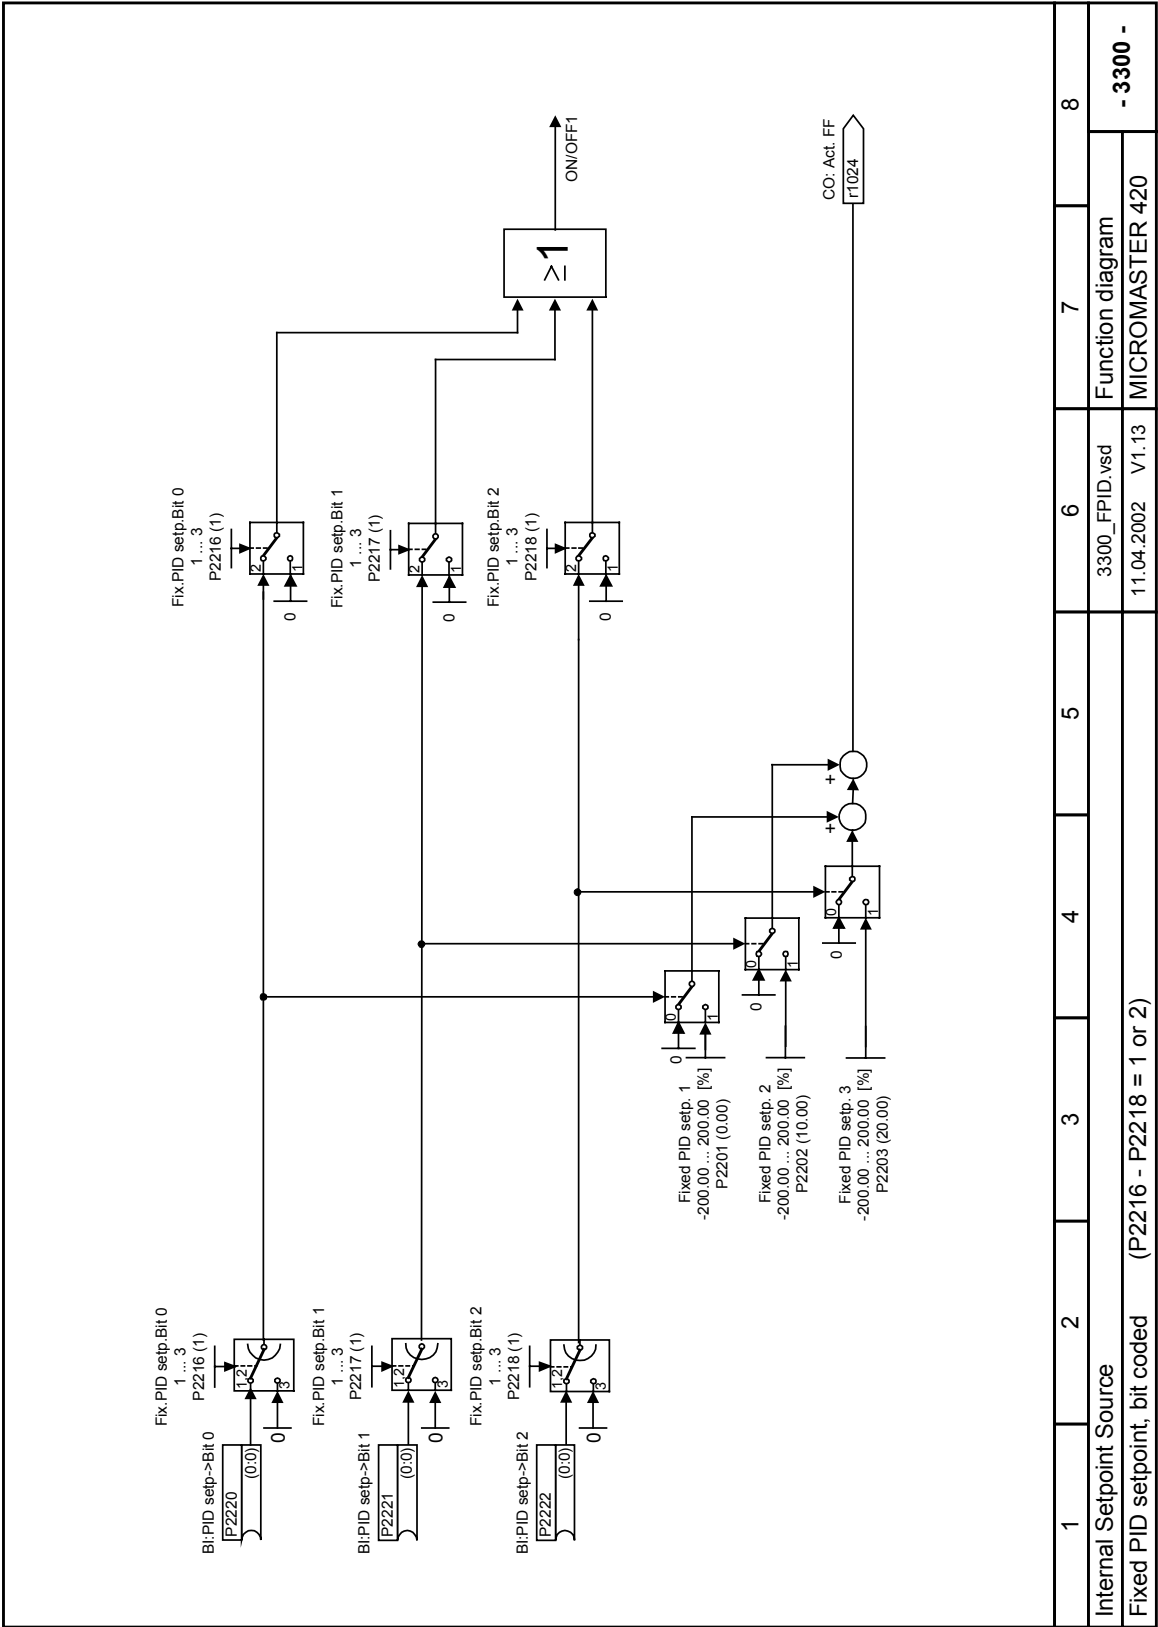 BI:PID setp->Bit 0
P2220
(0:0)
Fix.PID setp.Bit 0
1 ... 3
P2216 (1)
1,2
3
0
Fix.PID setp.Bit 0
1 ... 3
P2216 (1)
2
1
0
BI:PID setp->Bit 1
P2221
(0:0)
Fix.PID setp.Bit 1
1 ... 3
P2217 (1)
1,2
3
0
Fix.PID setp.Bit 1
1 ... 3
P2217 (1)
2
1
0
BI:PID setp->Bit 2
P2222
(0:0)
Fix.PID setp.Bit 2
1 ... 3
P2218 (1)
1,2
3
0
Fix.PID setp.Bit 2
1 ... 3
P2218 (1)
2
1
0
≥1
ON/OFF1
Fixed PID setp. 1
-200.00 ... 200.00 [%]
P2201 (0.00)
0
0
1
Fixed PID setp. 2
-200.00 ... 200.00 [%]
P2202 (10.00)
0
0
1
Fixed PID setp. 3
-200.00 ... 200.00 [%]
P2203 (20.00)
0
0
1
+
+
CO: Act. FF
r1024
1 2 3 4 5 6 7 8
Internal Setpoint Source
3300_FPID.vsd
Function diagram
- 3300 -
Fixed PID setpoint, bit coded (P2216 - P2218 = 1 or 2)
11.04.2002 V1.13
MICROMASTER 420